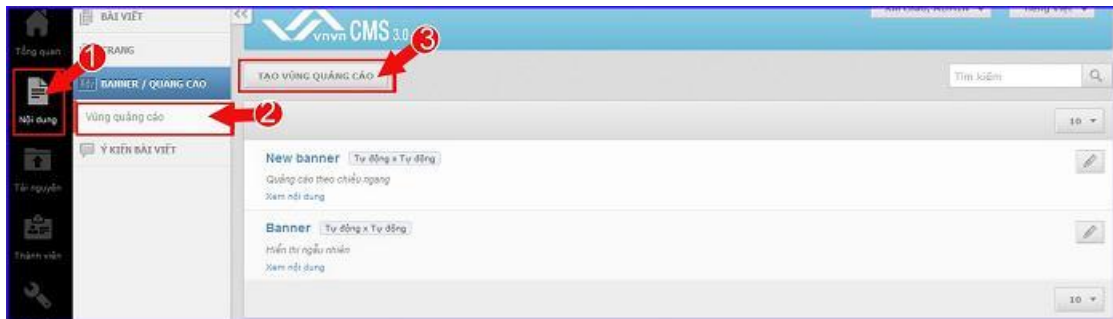 BÀI VIẾT
vnvn CMS 3.0
3
Tổng quan
1
TRANG
TẠO VÙNG QUẢNG CÁO
Tìm kiếm
BANNER / QUẢNG CÁO
Nội dung
Vùng quảng cáo
2
10
Ý KIẾN BÀI VIẾT
New banner Tự động x Tự động
Quảng cáo theo chiều ngang
Xem nội dung
Tài nguyên
Banner Tự động x Tự động
Hiển thị ngẫu nhiên
Xem nội dung
Thành viên
10